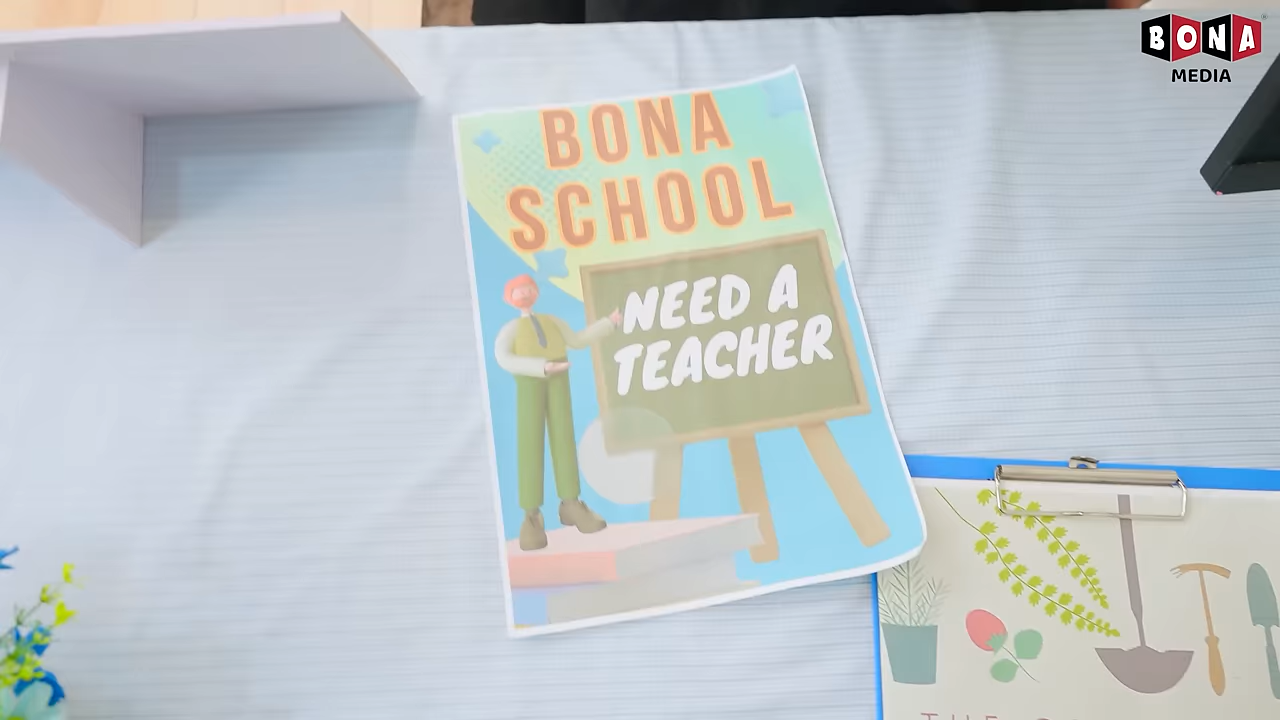 BONA
MEDIA
BONA
SCHOOL
NEED A
TEACHER